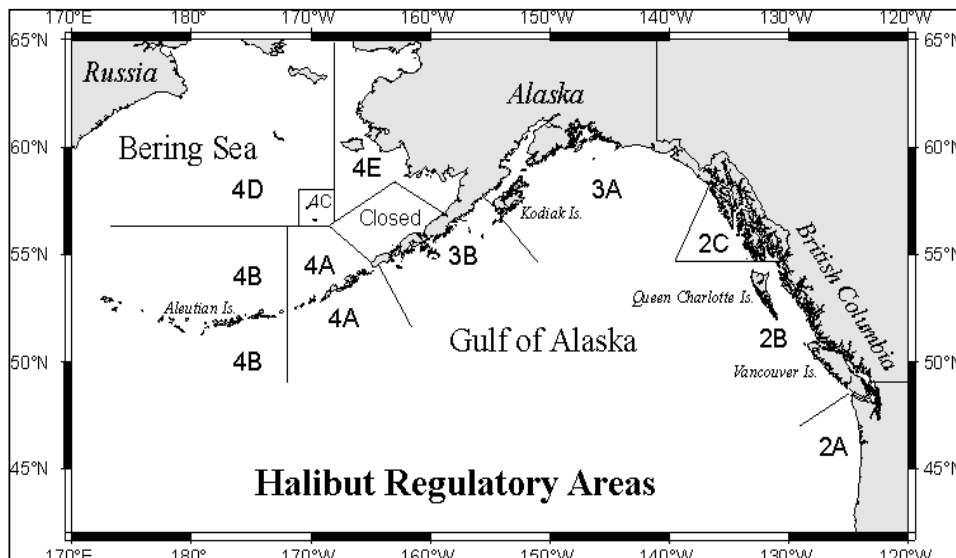 170°E 180° 170°W 160°W 150°W 140°W 130°W 120°W
65°N 65°N
Russia
Alaska
60°N 60°N
Bering Sea
4E
4D
4C
3A
Closed
Kodiak Is.
3B
2C
British Columbia
55°N 55°N
4B
4A
Aleutian Is.
4A
Queen Charlotte Is.
2B
Gulf of Alaska
50°N 50°N
4B
Vancouver Is.
2A
45°N 45°N
Halibut Regulatory Areas
170°E 180° 170°W 160°W 150°W 140°W 130°W 120°W